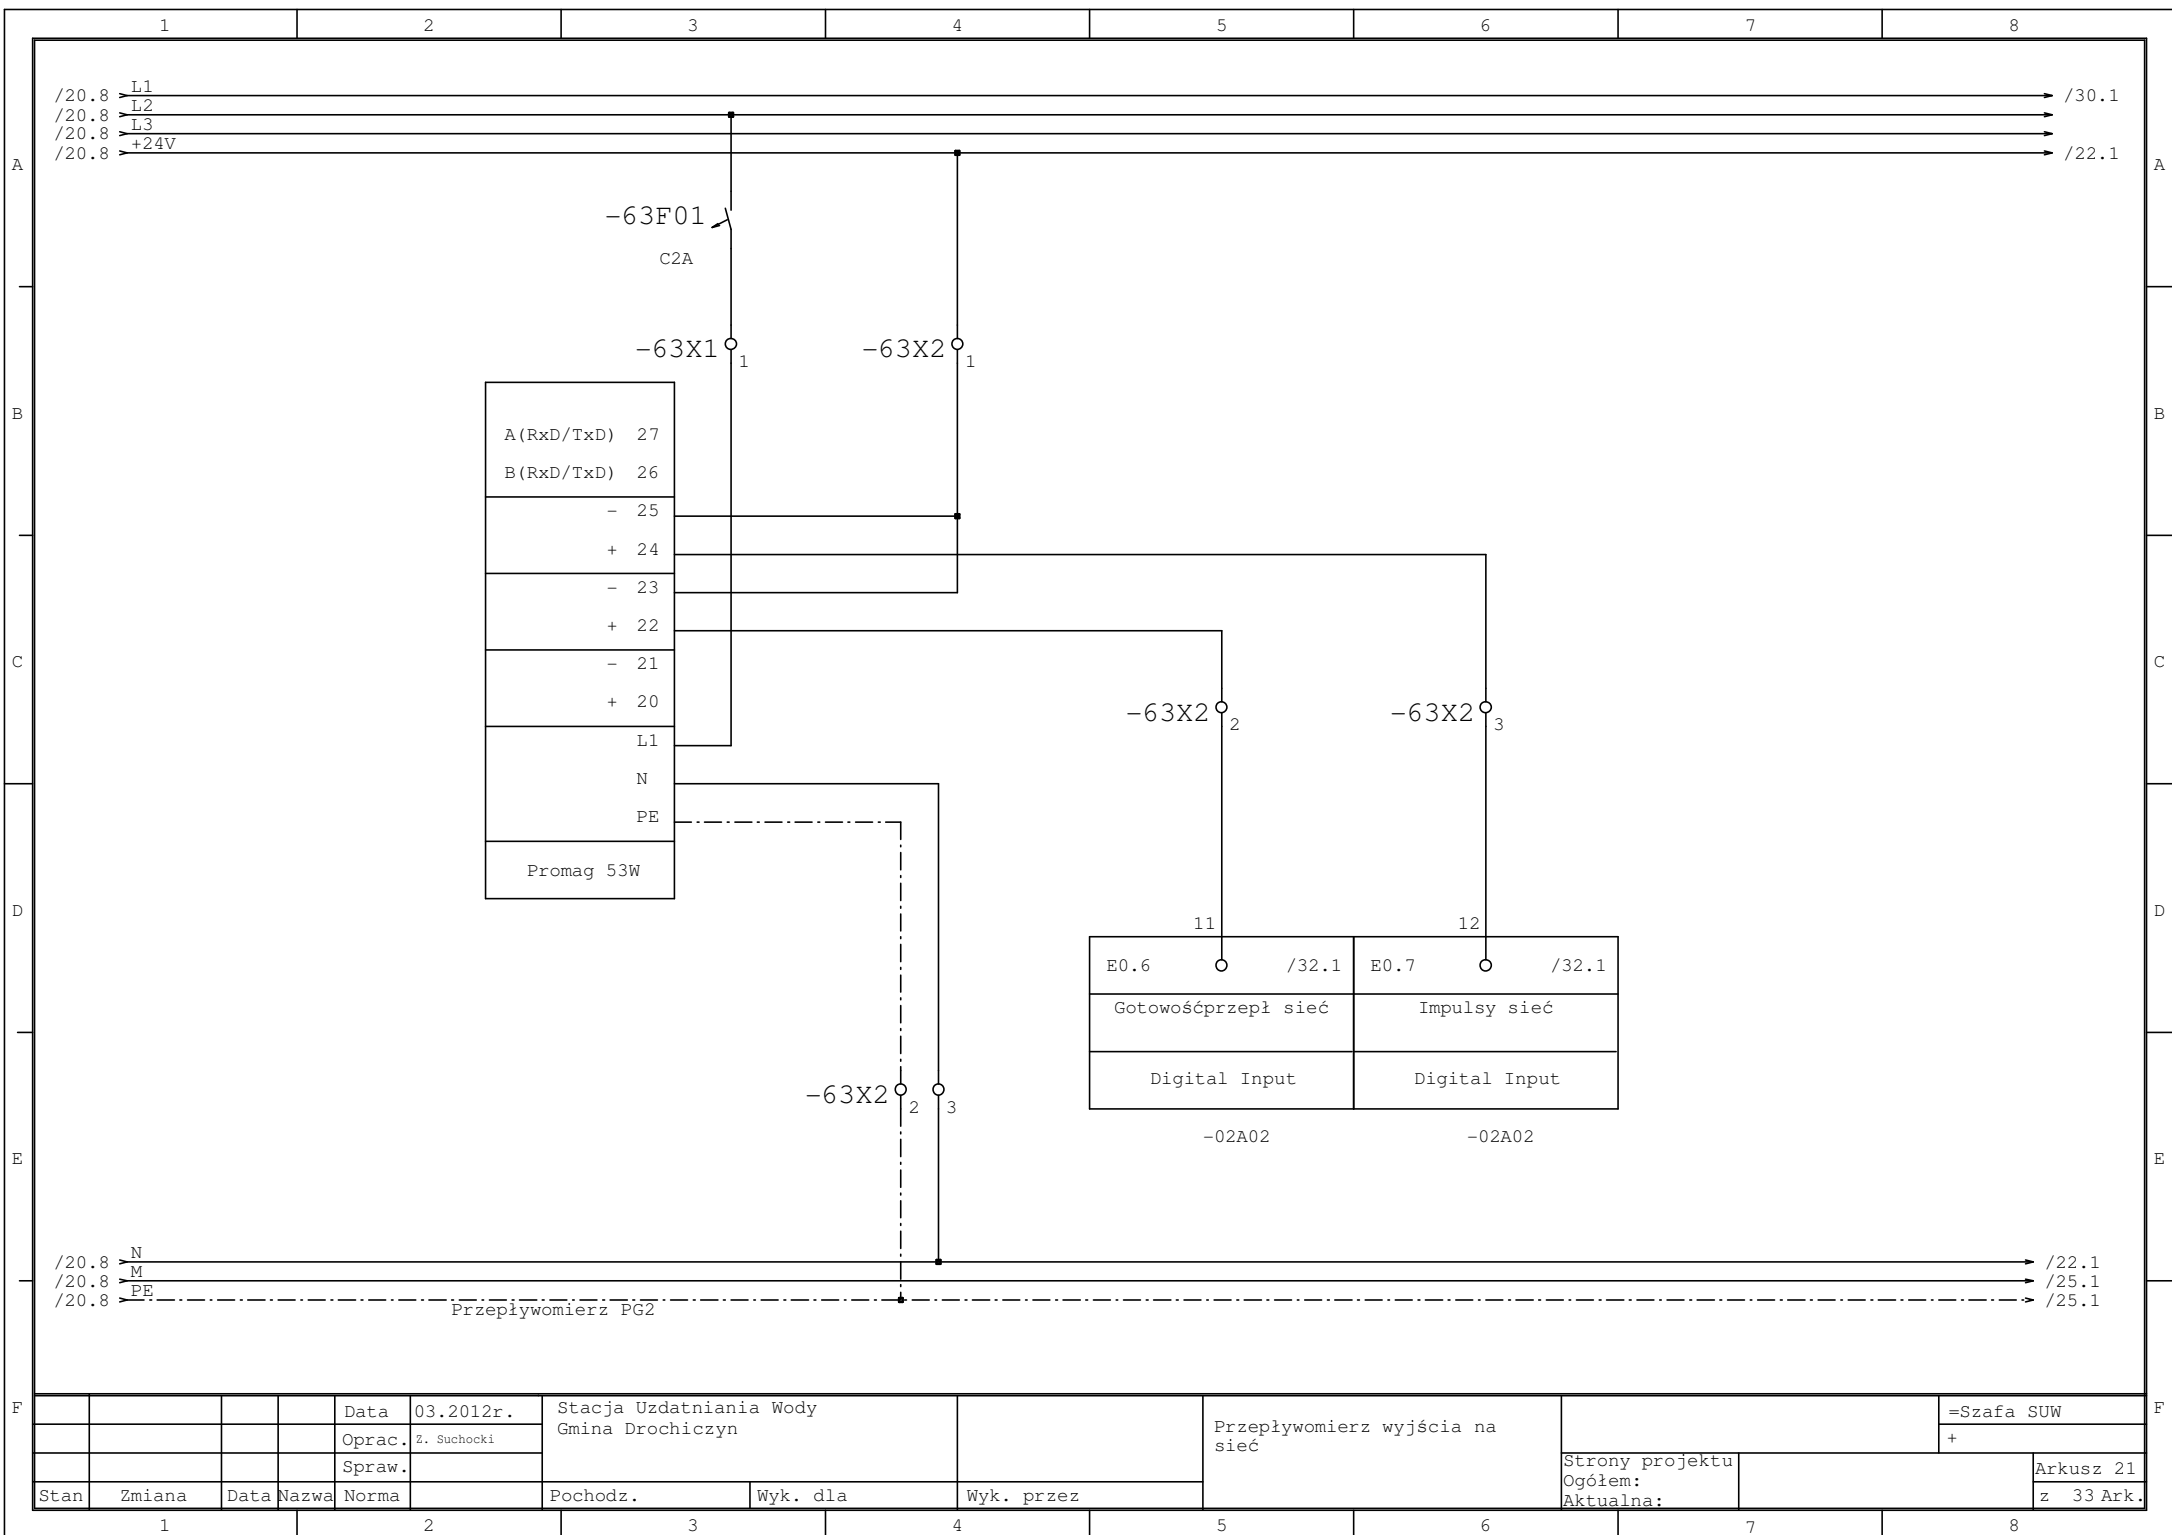 1 2 3 4 5 6 7 8
/20.8 L1 /30.1
/20.8 L2
/20.8 L3
/20.8 +24V /22.1
A A
-63F01
C2A
-63X1 1 -63X2 1
B B
A(RxD/TxD) 27
B(RxD/TxD) 26
- 25
+ 24
- 23
+ 22
C C
- 21
+ 20
-63X2 2 -63X2 3
L1
N
PE
Promag 53W
D D
11 12
E0.6 /32.1 E0.7 /32.1
Gotowośćprzepł sieć Impulsy sieć
Digital Input Digital Input
-63X2 2 3
-02A02 -02A02
E E
/20.8 N /22.1
/20.8 M /25.1
/20.8 PE /25.1
Przepływomierz PG2
F F
Data 03.2012r. Stacja Uzdatniania Wody =Szafa SUW
Gmina Drochiczyn Przepływomierz wyjścia na
Oprac. Z. Suchocki sieć +
Spraw. Strony projektu Arkusz 21
Ogółem:
Stan Zmiana Data Nazwa Norma Pochodz. Wyk. dla Wyk. przez Aktualna: z 33 Ark.
1 2 3 4 5 6 7 8